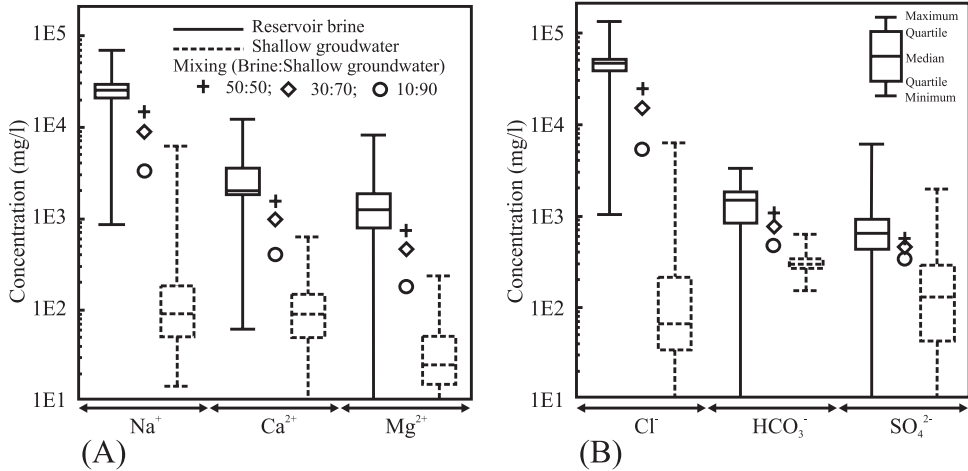 1E5
1E4
1E3
1E2
1E1
Concentration (mg/l)
Reservoir brine
Shallow groudwater
Mixing (Brine:Shallow groundwater)
50:50; 30:70; 10:90
Na⁺ Ca²⁺ Mg²⁺
(A)
1E5
1E4
1E3
1E2
1E1
Concentration (mg/l)
Maximum
Quartile
Median
Quartile
Minimum
Cl⁻ HCO₃⁻ SO₄²⁻
(B)